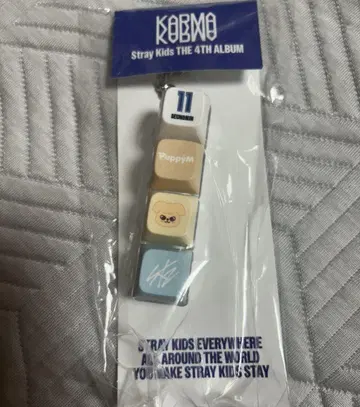 KARMA
Stray Kids THE 4TH ALBUM
11
SEUNGMIN
PuppyM
SKZ
STRAY KIDS EVERYWHERE
ALL AROUND THE WORLD
YOU MAKE STRAY KIDS STAY